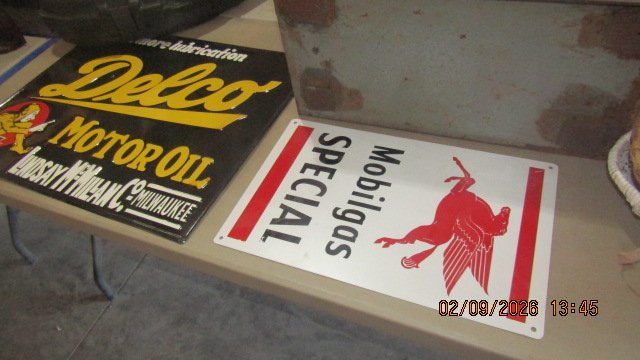 more lubrication
Delco
MOTOR OIL
LINDSAY McMILLAN Co.
MILWAUKEE
Mobilgas
SPECIAL
02/09/2026 13:45